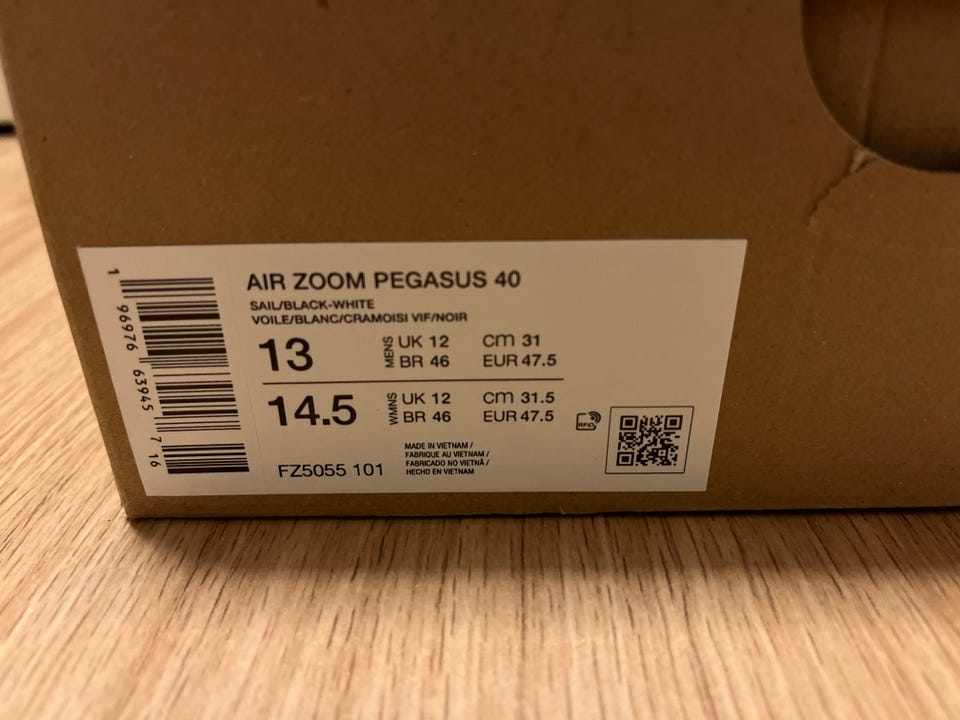 AIR ZOOM PEGASUS 40
SAIL/BLACK-WHITE
VOILE/BLANC/CRAMOISI VIF/NOIR
13 MENS UK 12 CM 31
BR 46 EUR 47.5
14.5 WMNS UK 12 CM 31.5
BR 46 EUR 47.5
RFID
MADE IN VIETNAM /
FABRIQUE AU VIETNAM /
FABRICADO NO VIETNÃ /
HECHO EN VIETNAM
FZ5055 101
1 96976 63945 7 16